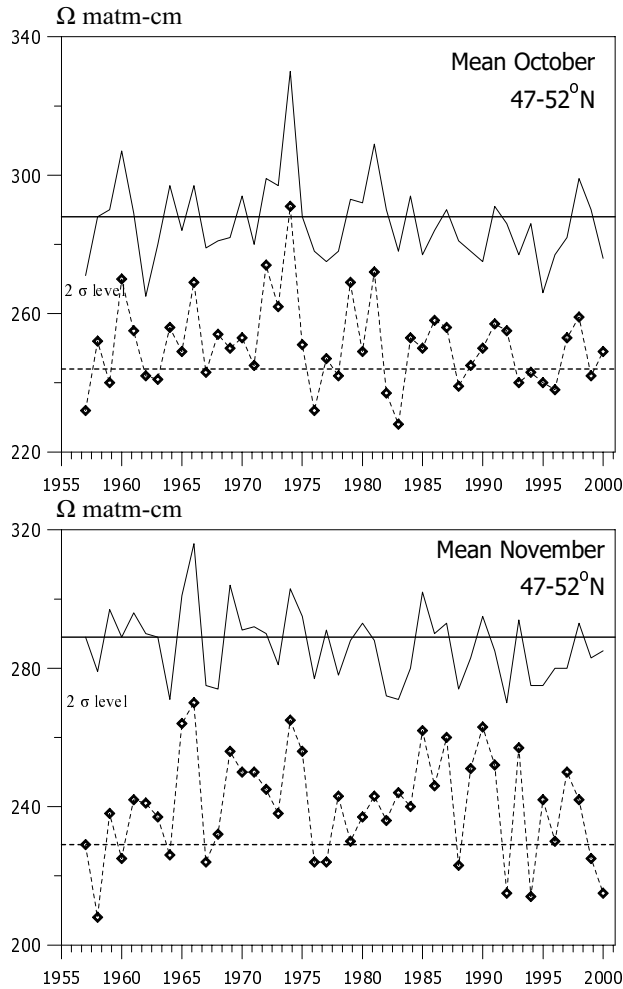 Ω matm-cm
340
Mean October
47-52°N
300
2 σ level
260
220
1955 1960 1965 1970 1975 1980 1985 1990 1995 2000
Ω matm-cm
320
Mean November
47-52°N
280
2 σ level
240
200
1955 1960 1965 1970 1975 1980 1985 1990 1995 2000